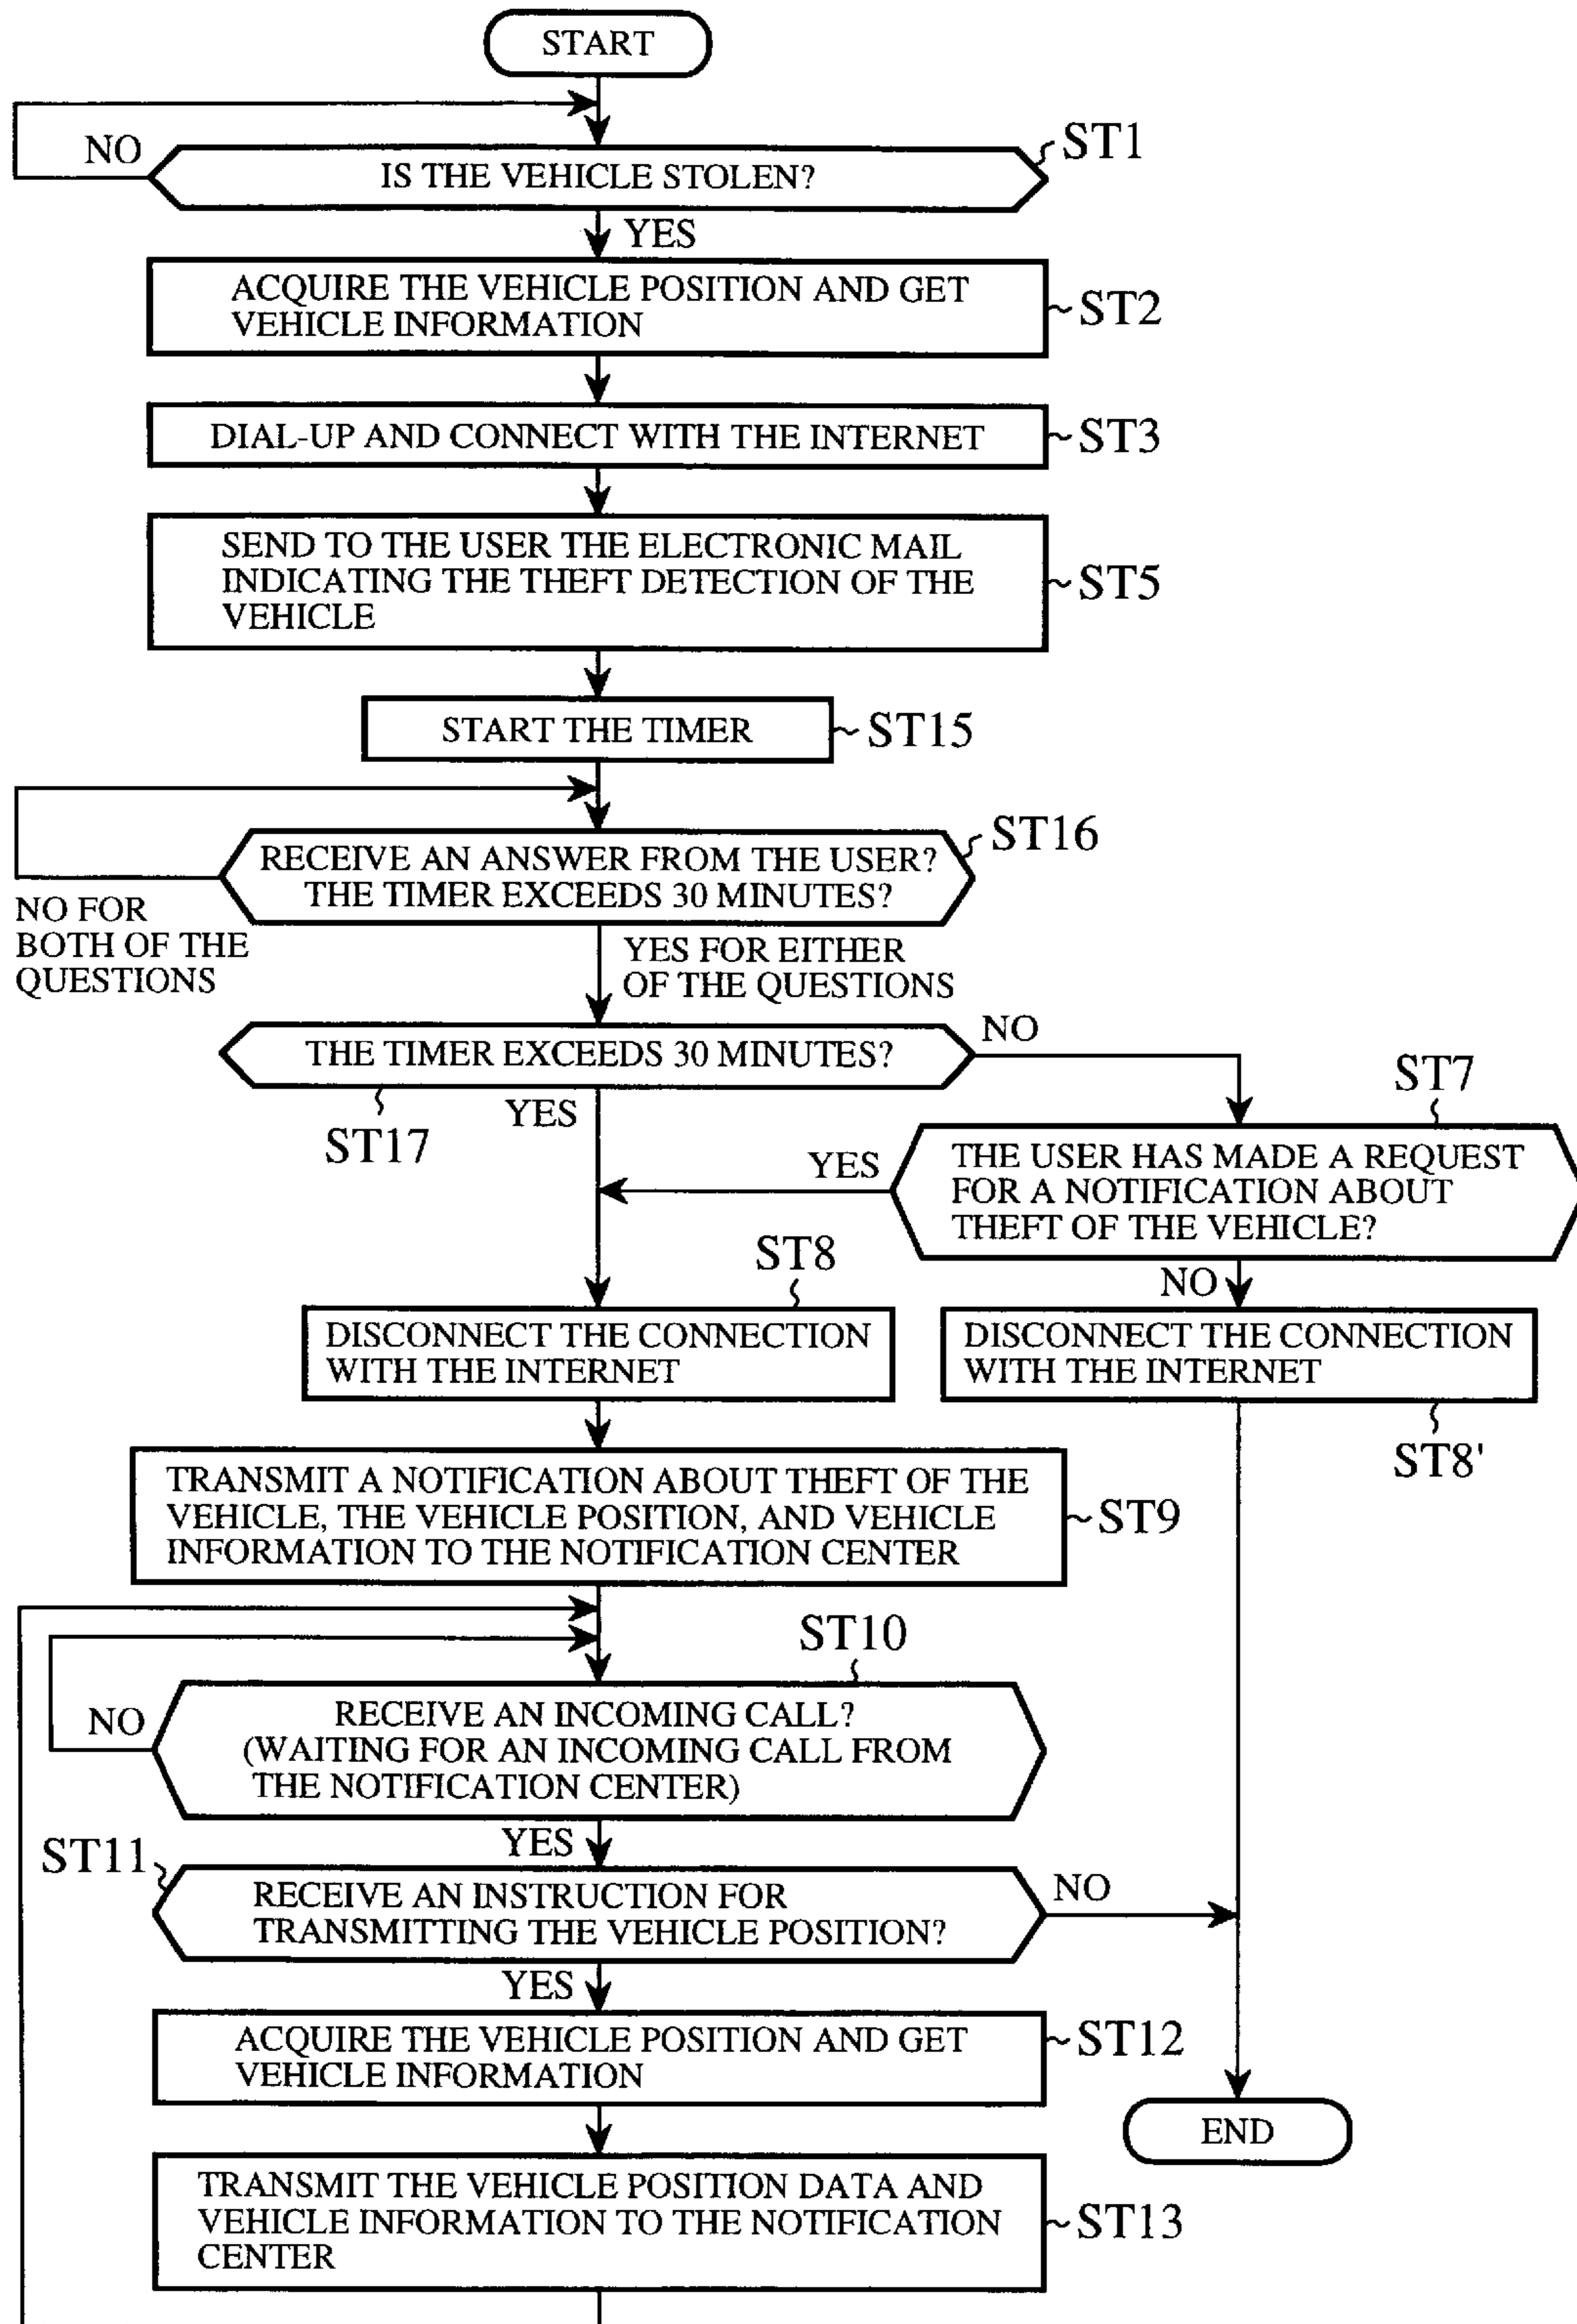 START
NO
ST1
IS THE VEHICLE STOLEN?
YES
ACQUIRE THE VEHICLE POSITION AND GET
VEHICLE INFORMATION
ST2
DIAL-UP AND CONNECT WITH THE INTERNET
ST3
SEND TO THE USER THE ELECTRONIC MAIL
INDICATING THE THEFT DETECTION OF THE
VEHICLE
ST5
START THE TIMER
ST15
ST16
RECEIVE AN ANSWER FROM THE USER?
THE TIMER EXCEEDS 30 MINUTES?
NO FOR
BOTH OF THE
QUESTIONS
YES FOR EITHER
OF THE QUESTIONS
THE TIMER EXCEEDS 30 MINUTES?
NO
ST17
YES
ST7
THE USER HAS MADE A REQUEST
FOR A NOTIFICATION ABOUT
THEFT OF THE VEHICLE?
YES
NO
ST8
DISCONNECT THE CONNECTION
WITH THE INTERNET
DISCONNECT THE CONNECTION
WITH THE INTERNET
ST8'
TRANSMIT A NOTIFICATION ABOUT THEFT OF THE
VEHICLE, THE VEHICLE POSITION, AND VEHICLE
INFORMATION TO THE NOTIFICATION CENTER
ST9
ST10
NO
RECEIVE AN INCOMING CALL?
(WAITING FOR AN INCOMING CALL FROM
THE NOTIFICATION CENTER)
YES
ST11
RECEIVE AN INSTRUCTION FOR
TRANSMITTING THE VEHICLE POSITION?
NO
YES
ACQUIRE THE VEHICLE POSITION AND GET
VEHICLE INFORMATION
ST12
END
TRANSMIT THE VEHICLE POSITION DATA AND
VEHICLE INFORMATION TO THE NOTIFICATION
CENTER
ST13